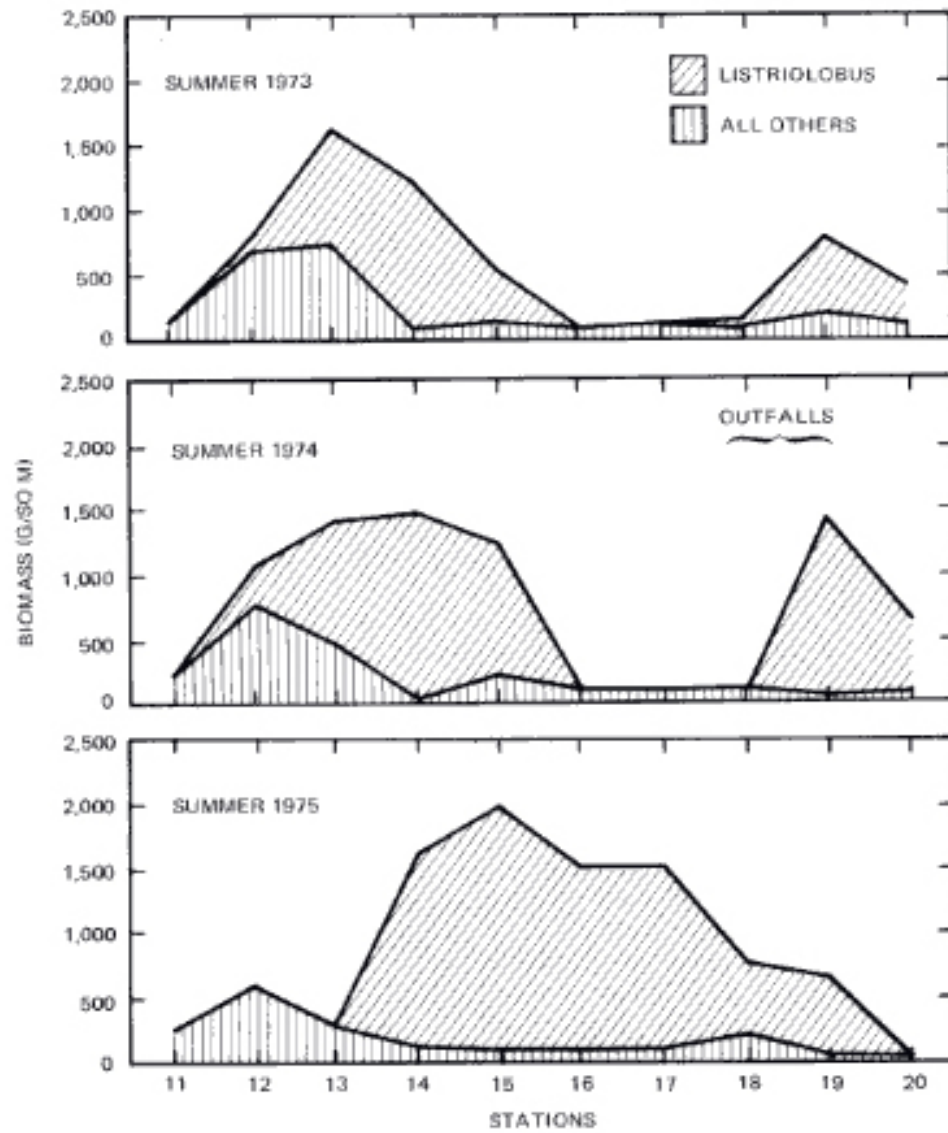 2,500
2,000
1,500
1,000
500
0
SUMMER 1973
LISTRIOLOBUS
ALL OTHERS
2,500
2,000
1,500
1,000
500
0
SUMMER 1974
OUTFALLS
BIOMASS (G/SQ M)
2,500
2,000
1,500
1,000
500
0
SUMMER 1975
11 12 13 14 15 16 17 18 19 20
STATIONS